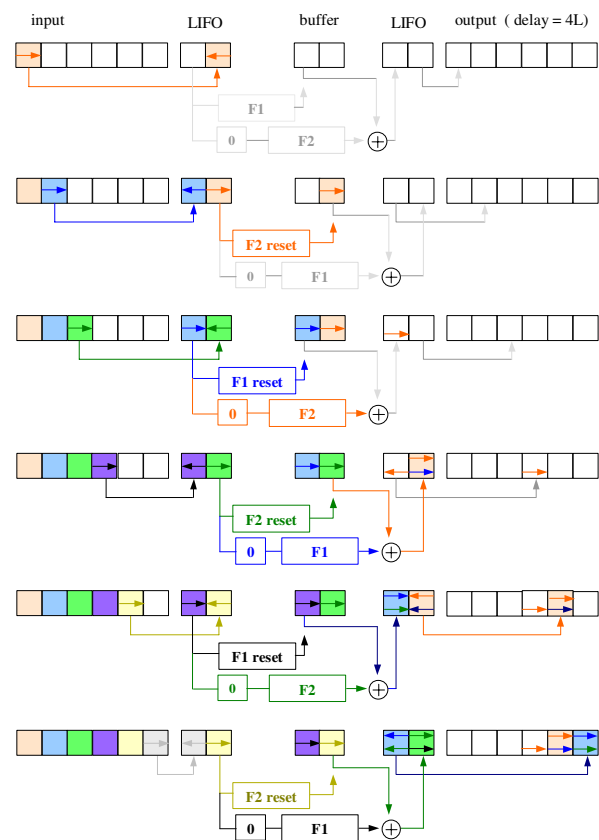 input LIFO buffer LIFO output ( delay = 4L)
F1
0 F2
F2 reset
0 F1
F1 reset
0 F2
F2 reset
0 F1
F1 reset
0 F2
F2 reset
0 F1